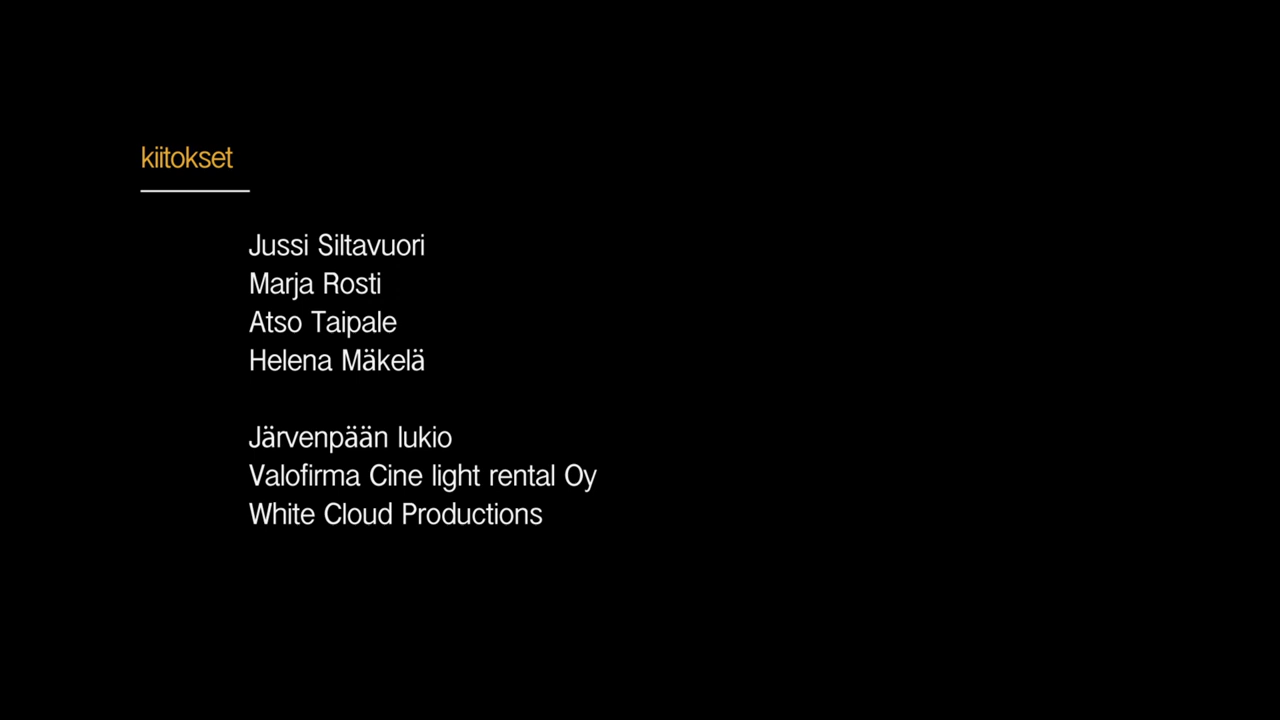 kiitokset
Jussi Siltavuori
Marja Rosti
Atso Taipale
Helena Mäkelä
Järvenpään lukio
Valofirma Cine light rental Oy
White Cloud Productions